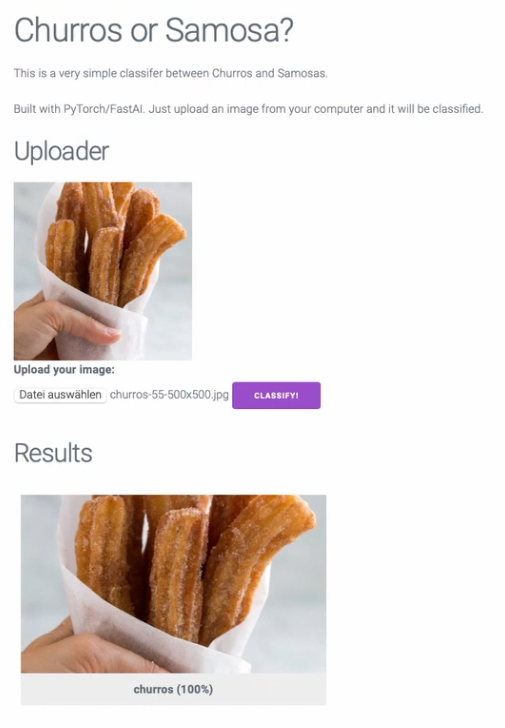 Churros or Samosa?
This is a very simple classifer between Churros and Samosas.
Built with PyTorch/FastAI. Just upload an image from your computer and it will be classified.
Uploader
Upload your image:
Datei auswählen churros-55-500x500.jpg CLASSIFY!
Results
churros (100%)